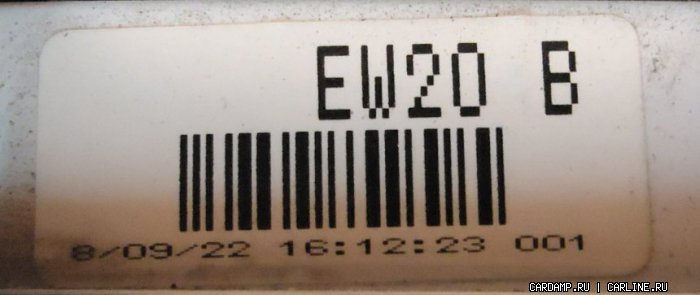 EW20 B
8/09/22 16:12:23 001
CARDAMP.RU | CARLINE.RU